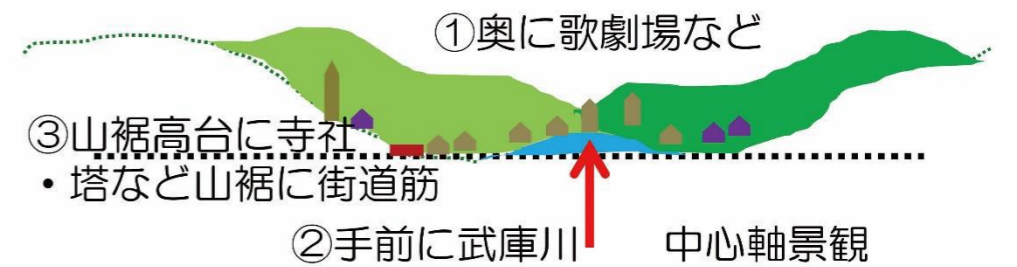 ①奥に歌劇場など
③山裾高台に寺社
・塔など山裾に街道筋
②手前に武庫川
中心軸景観